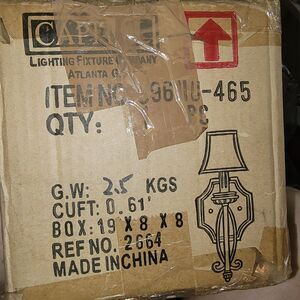 LIGHTING FIXTURE COMPANY
ATLANTA
ITEM NO. 465
QTY:
G.W: 2.5 KGS
CUFT: 0.61'
BOX: 19 X 8 X 8
REF NO. 2664
MADE IN CHINA